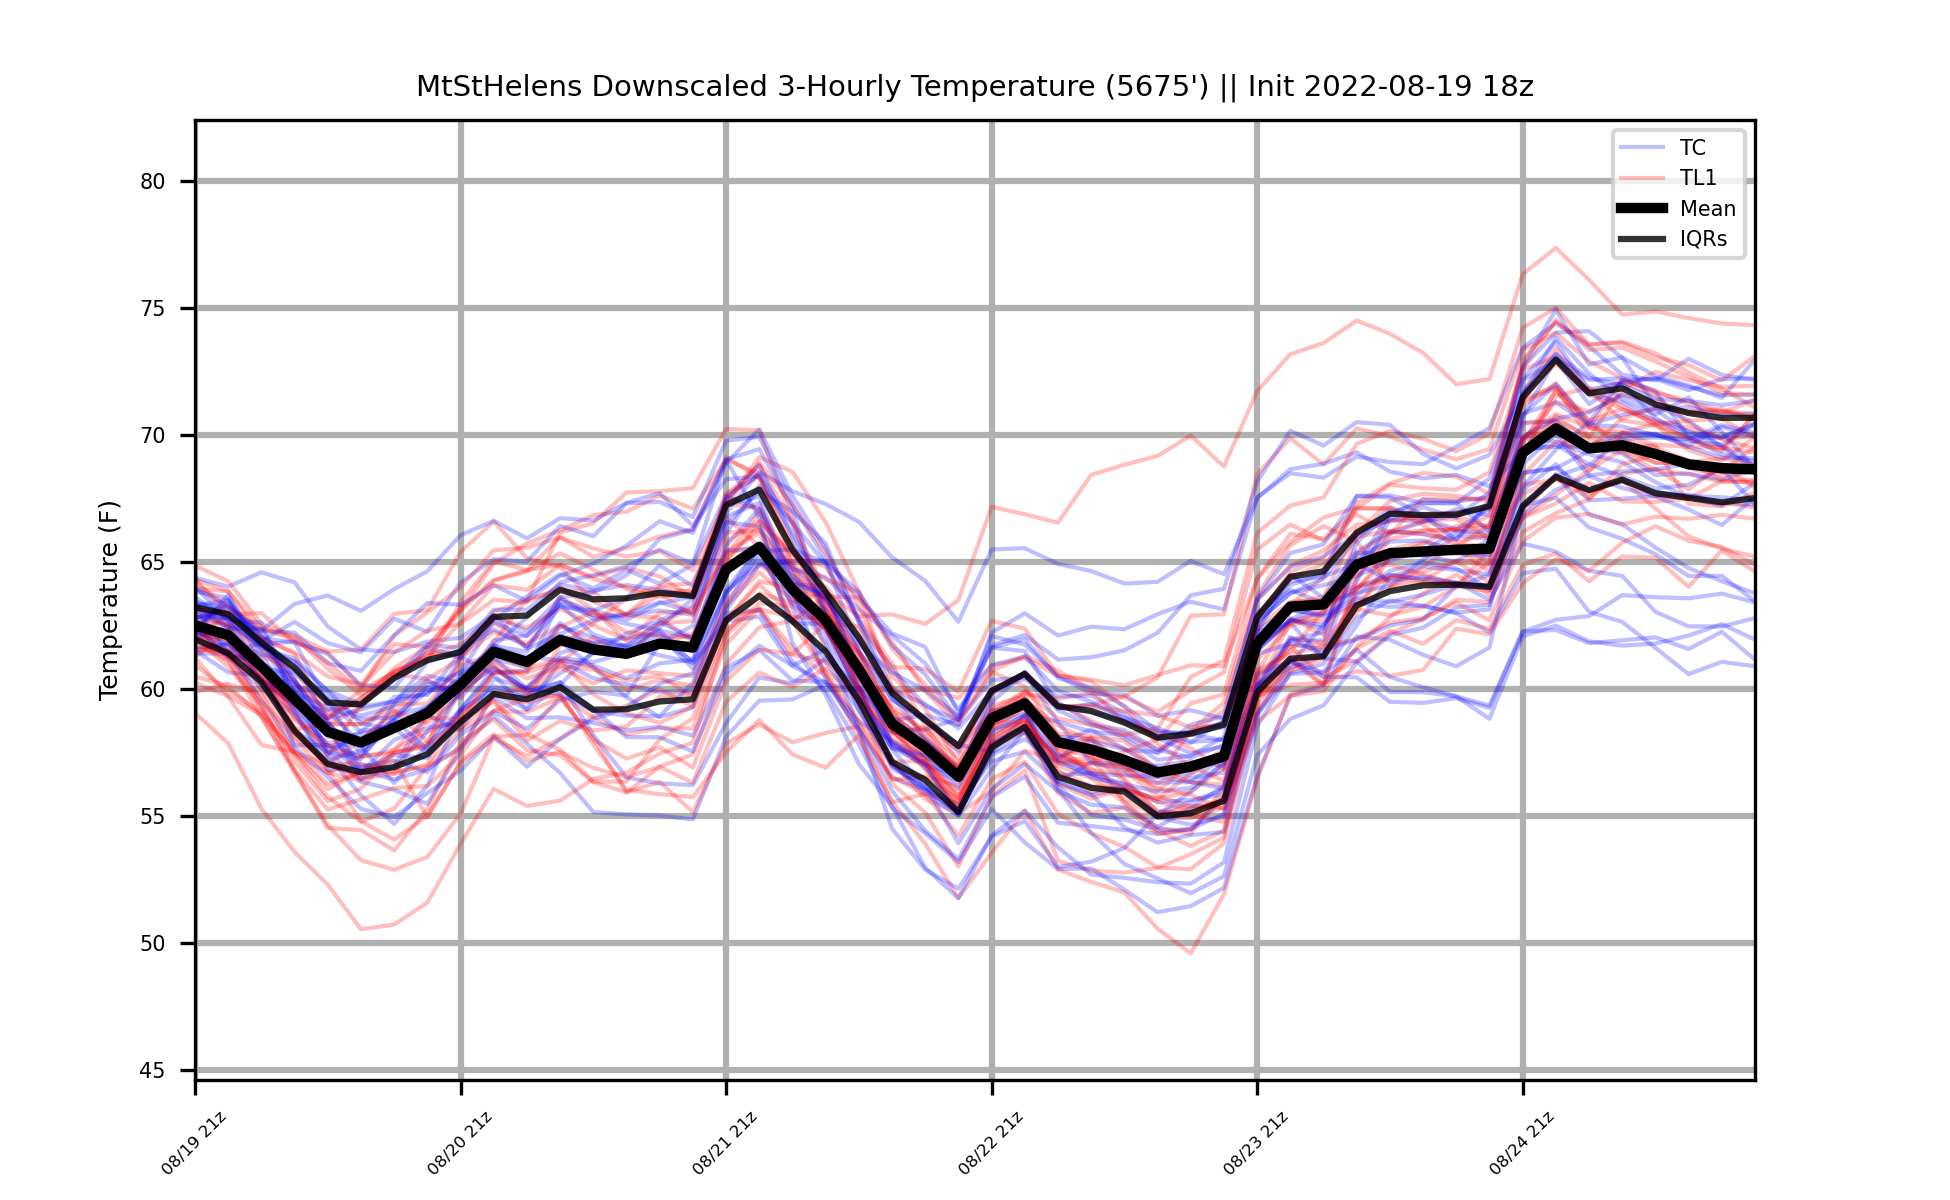 MtStHelens Downscaled 3-Hourly Temperature (5675') || Init 2022-08-19 18z
TC
TL1
Mean
IQRs
Temperature (F)
80
75
70
65
60
55
50
45
08/19 21z
08/20 21z
08/21 21z
08/22 21z
08/23 21z
08/24 21z